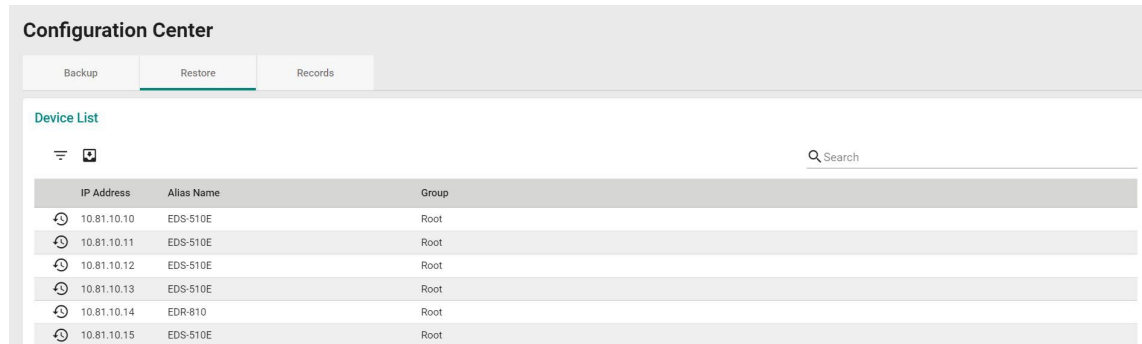 Configuration Center
Backup Restore Records
Device List
Search
IP Address Alias Name Group
10.81.10.10 EDS-510E Root
10.81.10.11 EDS-510E Root
10.81.10.12 EDS-510E Root
10.81.10.13 EDS-510E Root
10.81.10.14 EDR-810 Root
10.81.10.15 EDS-510E Root